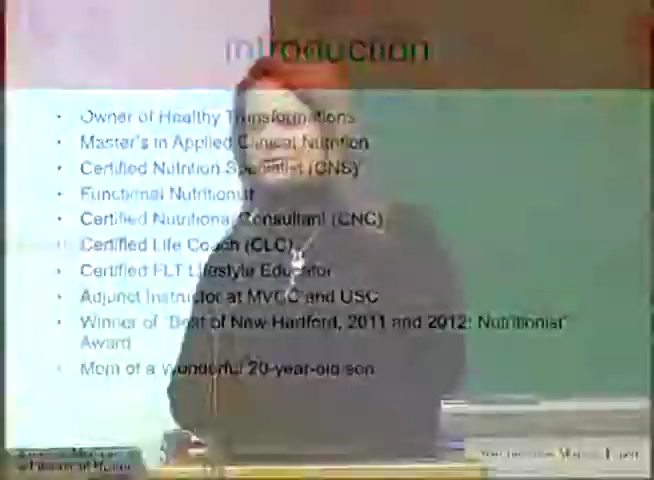 Introduction
• Owner of Healthy Transformations
• Master's in Applied Clinical Nutrition
• Certified Nutrition Specialist (CNS)
• Functional Nutritionist
• Certified Nutritional Consultant (CNC)
• Certified Life Coach (CLC)
• Certified FLT Lifestyle Educator
• Adjunct Instructor at MVCC and USC
• Winner of "Best of New Hartford, 2011 and 2012: Nutritionist"
Award
• Mom of a wonderful 20-year-old son